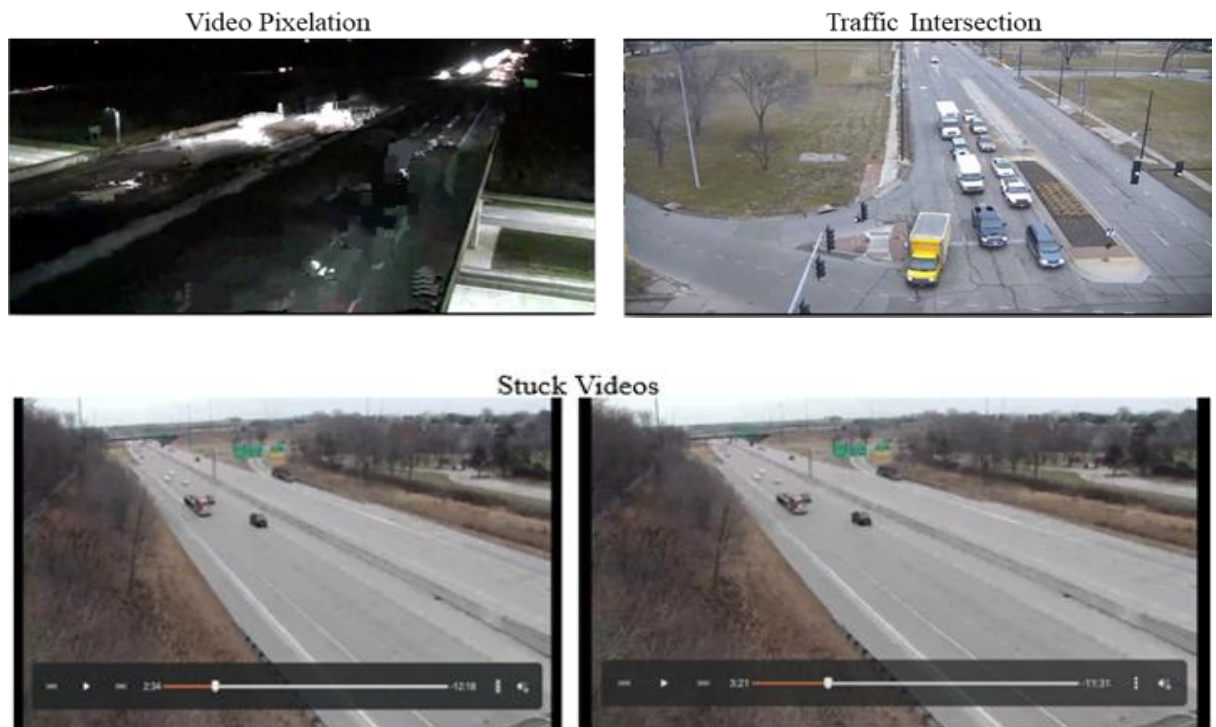 Video Pixelation
Traffic Intersection
Stuck Videos
2:34
-12:18
3:21
-11:31